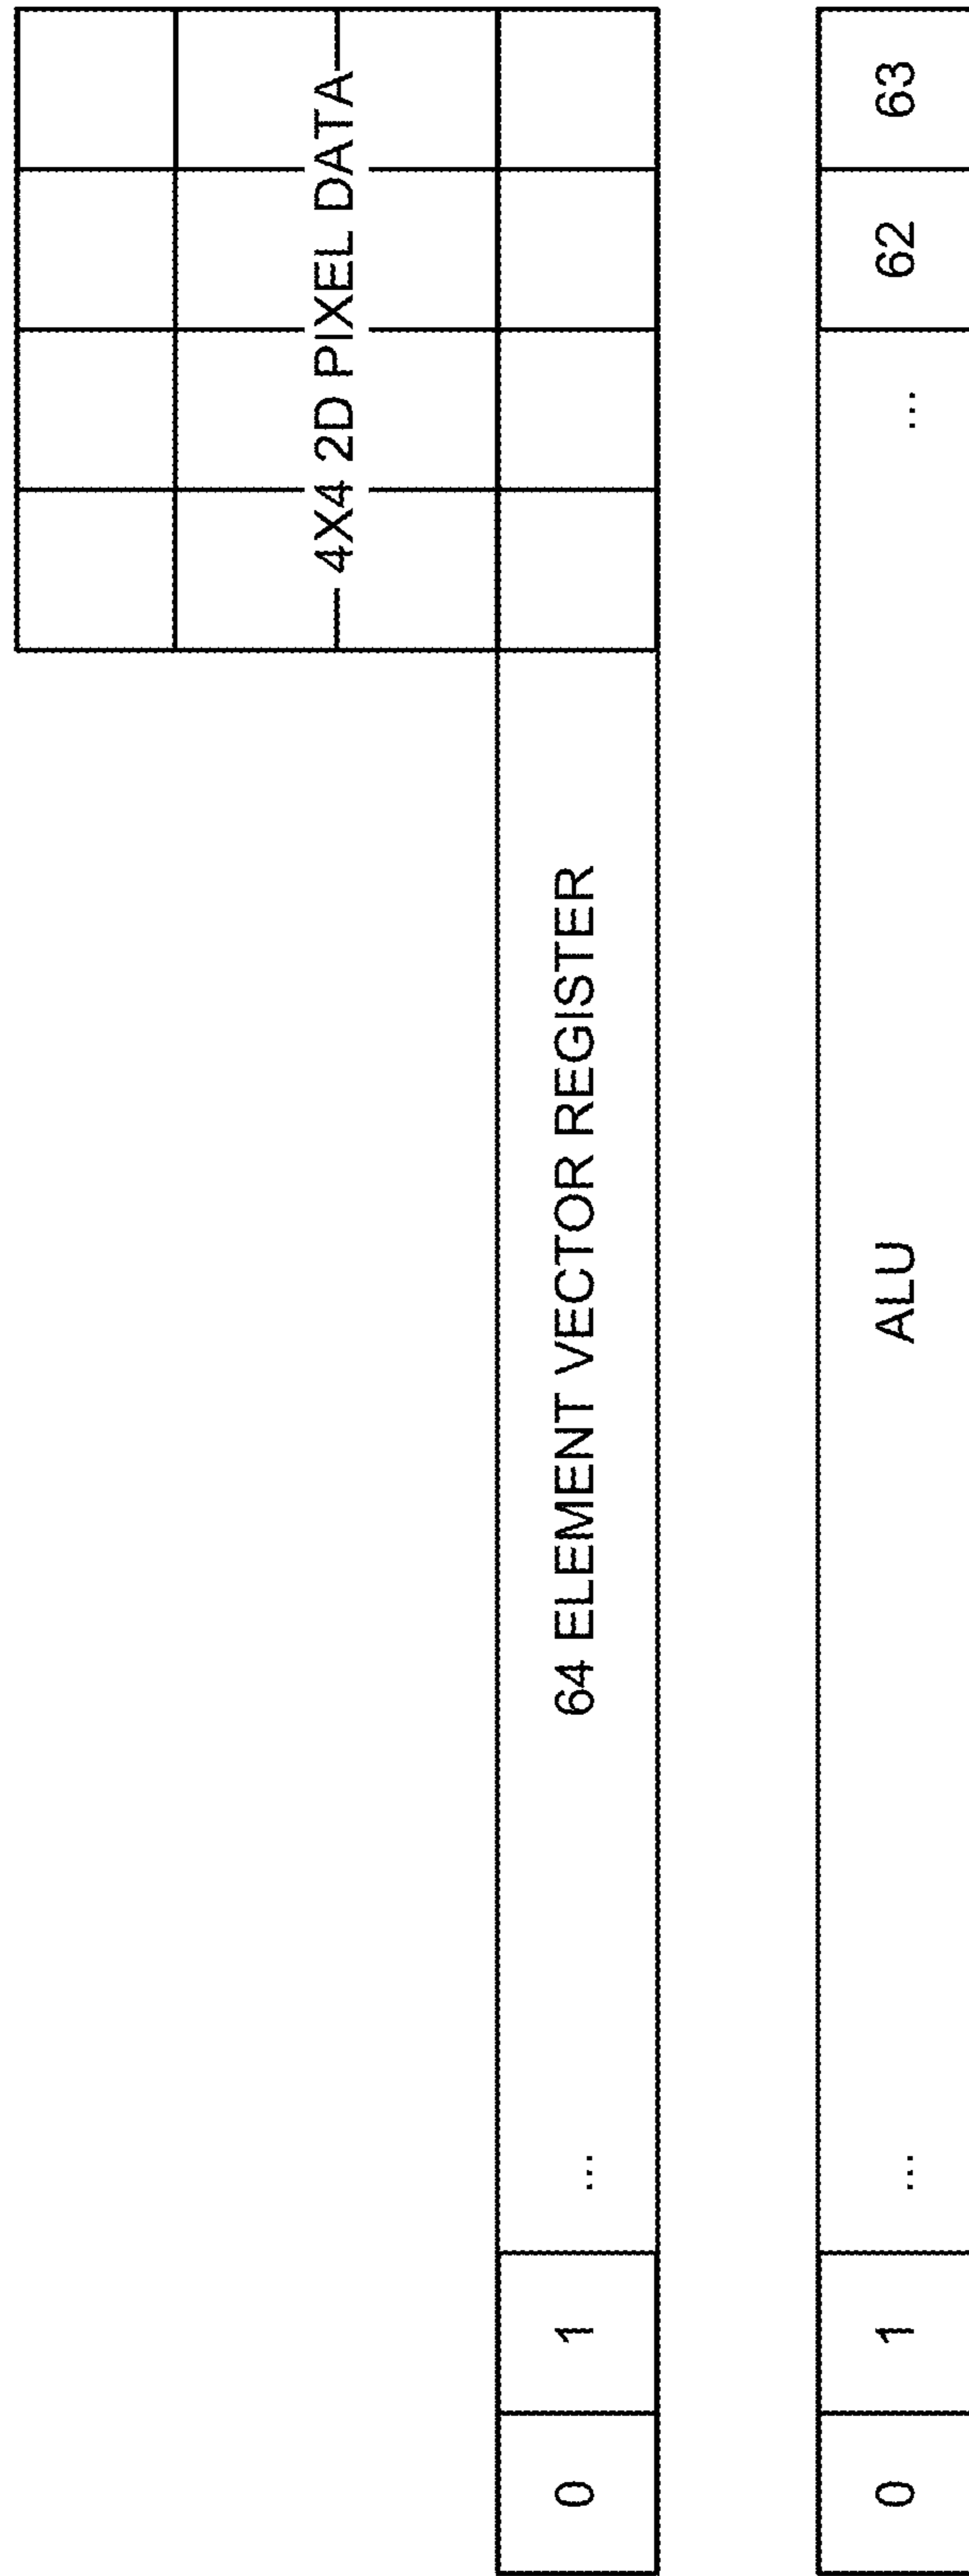 4X4 2D PIXEL DATA
0 1 ... 64 ELEMENT VECTOR REGISTER
0 1 ... ALU ... 62 63